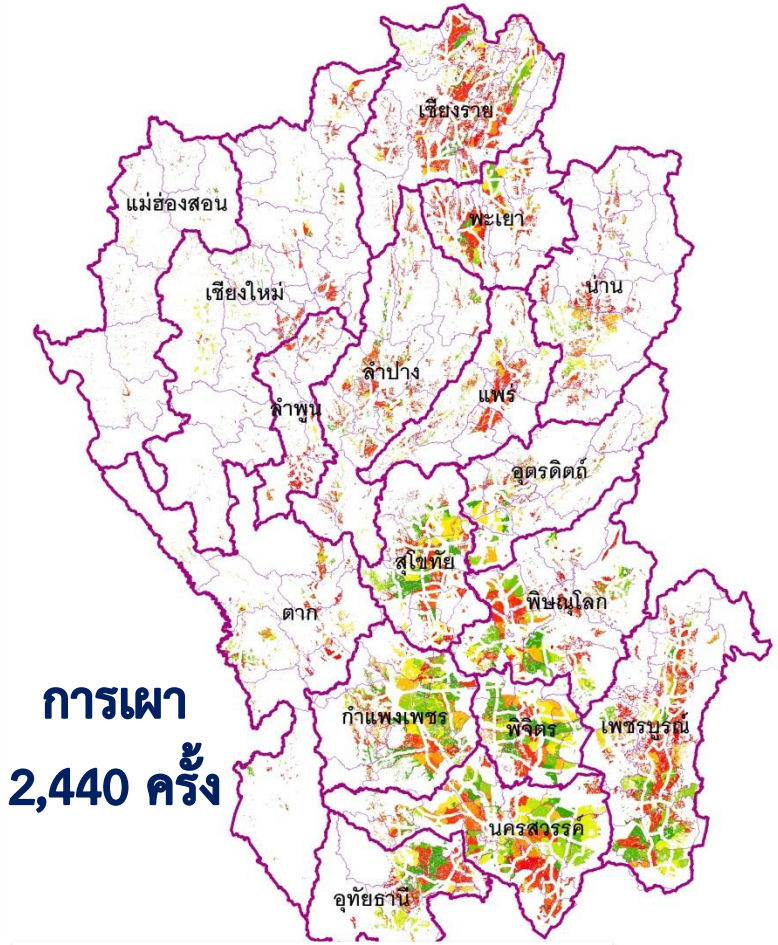 เชียงราย
แม่ฮ่องสอน
พะเยา
เชียงใหม่
น่าน
ลำปาง
แพร่
ลำพูน
อุตรดิตถ์
สุโขทัย
พิษณุโลก
ตาก
การเผา
2,440 ครั้ง
กำแพงเพชร
พิจิตร
เพชรบูรณ์
นครสวรรค์
อุทัยธานี